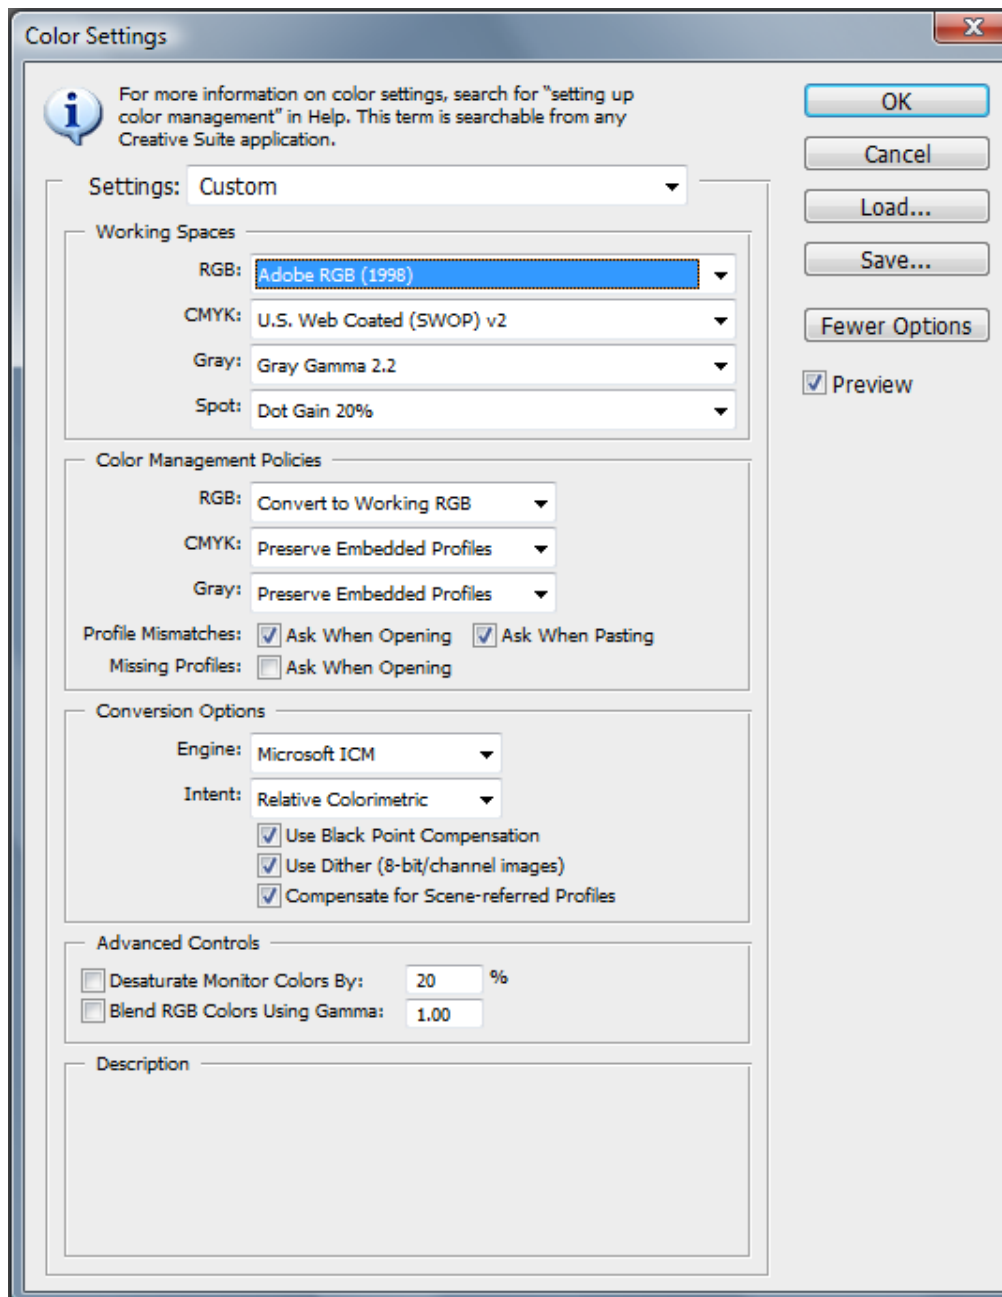 Color Settings
For more information on color settings, search for “setting up
color management” in Help. This term is searchable from any
Creative Suite application.
OK
Cancel
Load...
Save...
Fewer Options
Preview
Settings: Custom
Working Spaces
RGB: Adobe RGB (1998)
CMYK: U.S. Web Coated (SWOP) v2
Gray: Gray Gamma 2.2
Spot: Dot Gain 20%
Color Management Policies
RGB: Convert to Working RGB
CMYK: Preserve Embedded Profiles
Gray: Preserve Embedded Profiles
Profile Mismatches: Ask When Opening Ask When Pasting
Missing Profiles: Ask When Opening
Conversion Options
Engine: Microsoft ICM
Intent: Relative Colorimetric
Use Black Point Compensation
Use Dither (8-bit/channel images)
Compensate for Scene-referred Profiles
Advanced Controls
Desaturate Monitor Colors By: 20 %
Blend RGB Colors Using Gamma: 1.00
Description